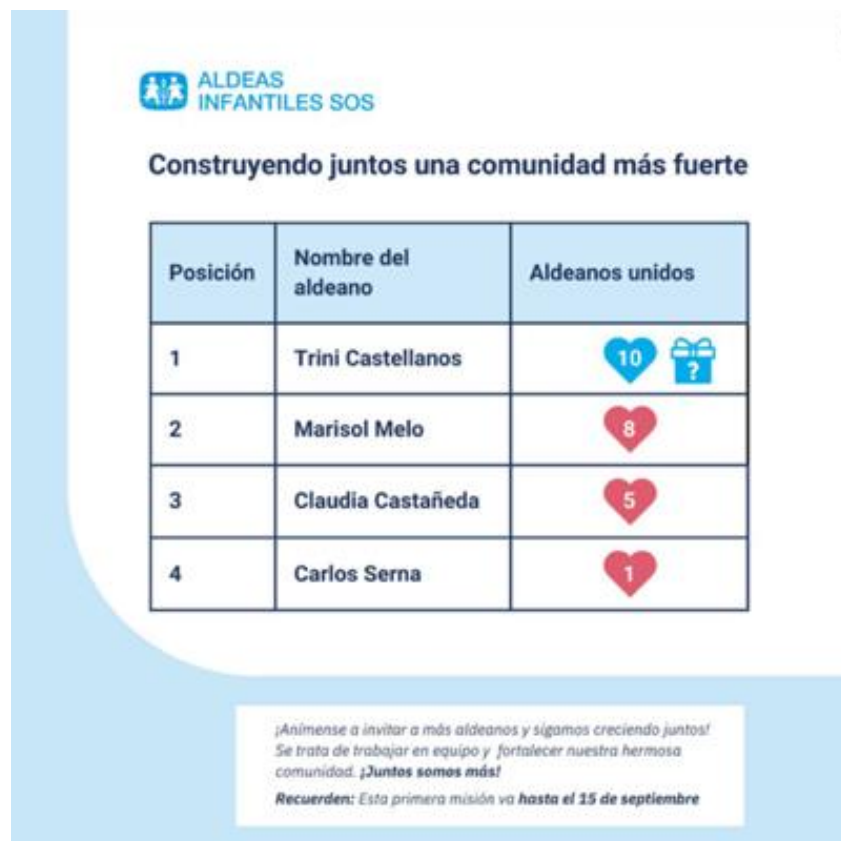 ALDEAS
INFANTILES SOS
Construyendo juntos una comunidad más fuerte
Posición
Nombre del
aldeano
Aldeanos unidos
1 Trini Castellanos 10 ?
2 Marisol Melo 8
3 Claudia Castañeda 5
4 Carlos Serna 1
¡Anímense a invitar a más aldeanos y sigamos creciendo juntos!
Se trata de trabajar en equipo y fortalecer nuestra hermosa
comunidad. ¡Juntos somos más!
Recuerden: Esta primera misión va hasta el 15 de septiembre